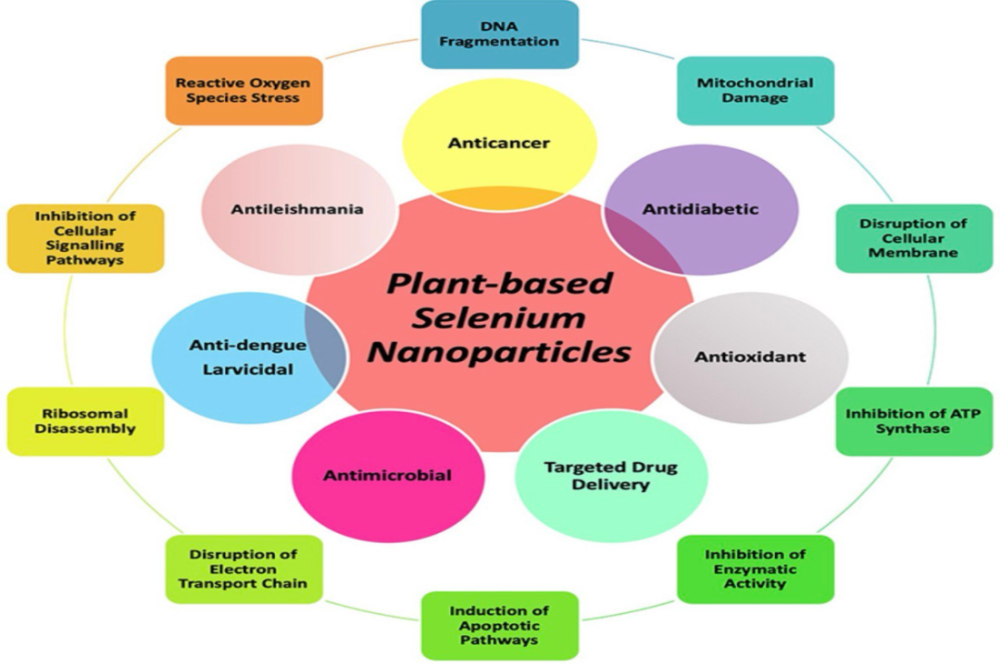 DNA
Fragmentation
Reactive Oxygen
Species Stress
Mitochondrial
Damage
Anticancer
Antileishmania
Antidiabetic
Inhibition of
Cellular
Signalling
Pathways
Disruption of
Cellular
Membrane
Plant-based
Selenium
Nanoparticles
Anti-dengue
Larvicidal
Antioxidant
Ribosomal
Disassembly
Inhibition of ATP
Synthase
Antimicrobial
Targeted Drug
Delivery
Disruption of
Electron
Transport Chain
Inhibition of
Enzymatic
Activity
Induction of
Apoptotic
Pathways